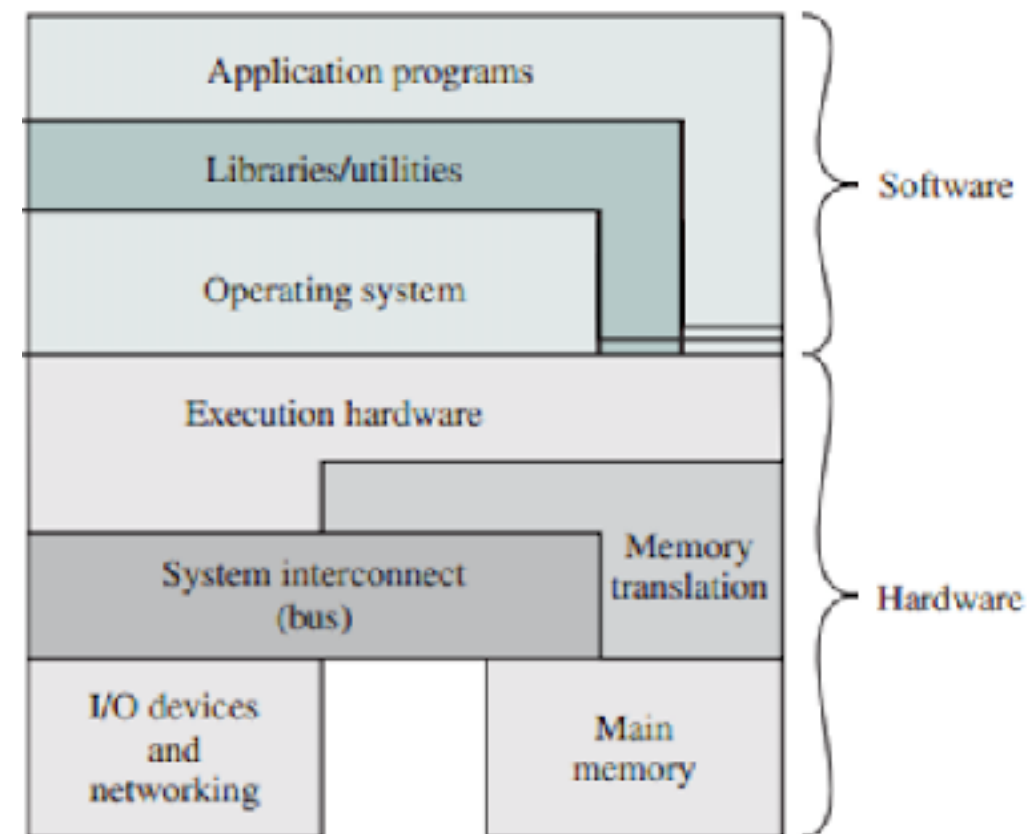 Application programs
Libraries/utilities
Software
Operating system
Execution hardware
Memory
translation
System interconnect
(bus)
Hardware
I/O devices
and
networking
Main
memory